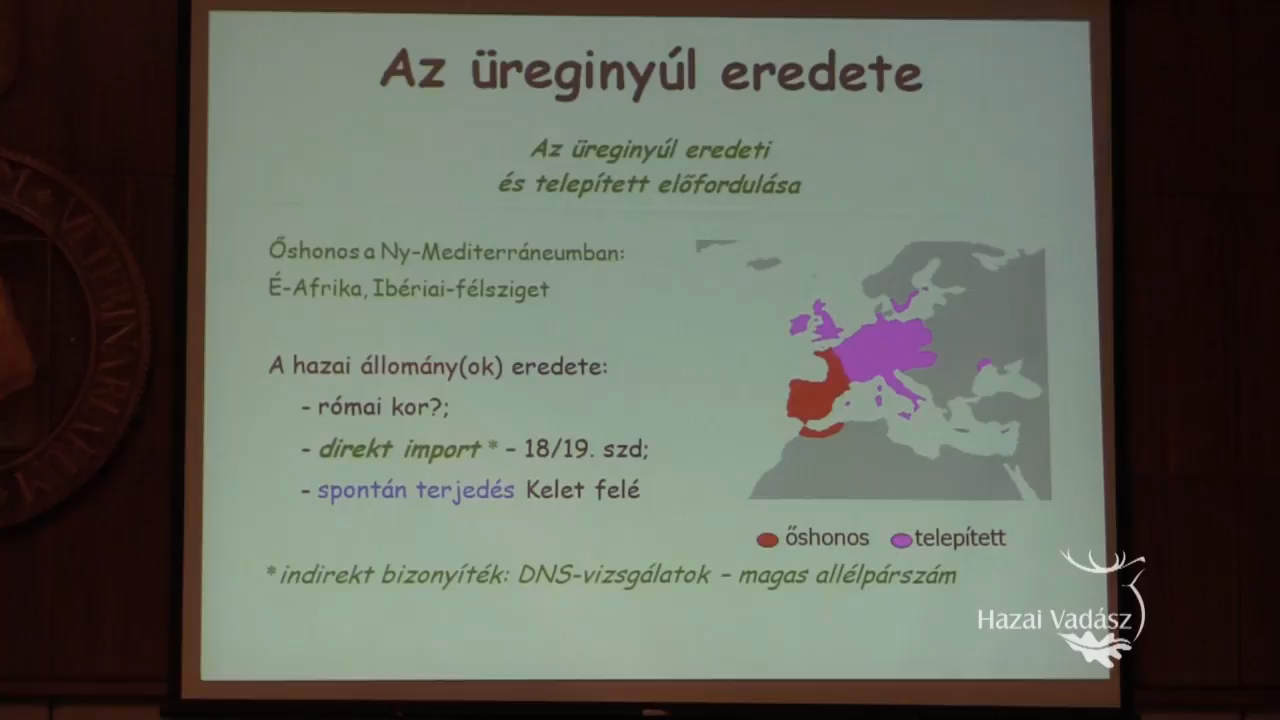 Az üreginyúl eredete
Az üreginyúl eredeti
és telepített előfordulása
Őshonos a Ny-Mediterráneumban:
É-Afrika, Ibériai-félsziget
A hazai állomány(ok) eredete:
- római kor?;
- direkt import * - 18/19. szd;
- spontán terjedés Kelet felé
őshonos telepített
* indirekt bizonyíték: DNS-vizsgálatok - magas allélpárszám
Hazai Vadász